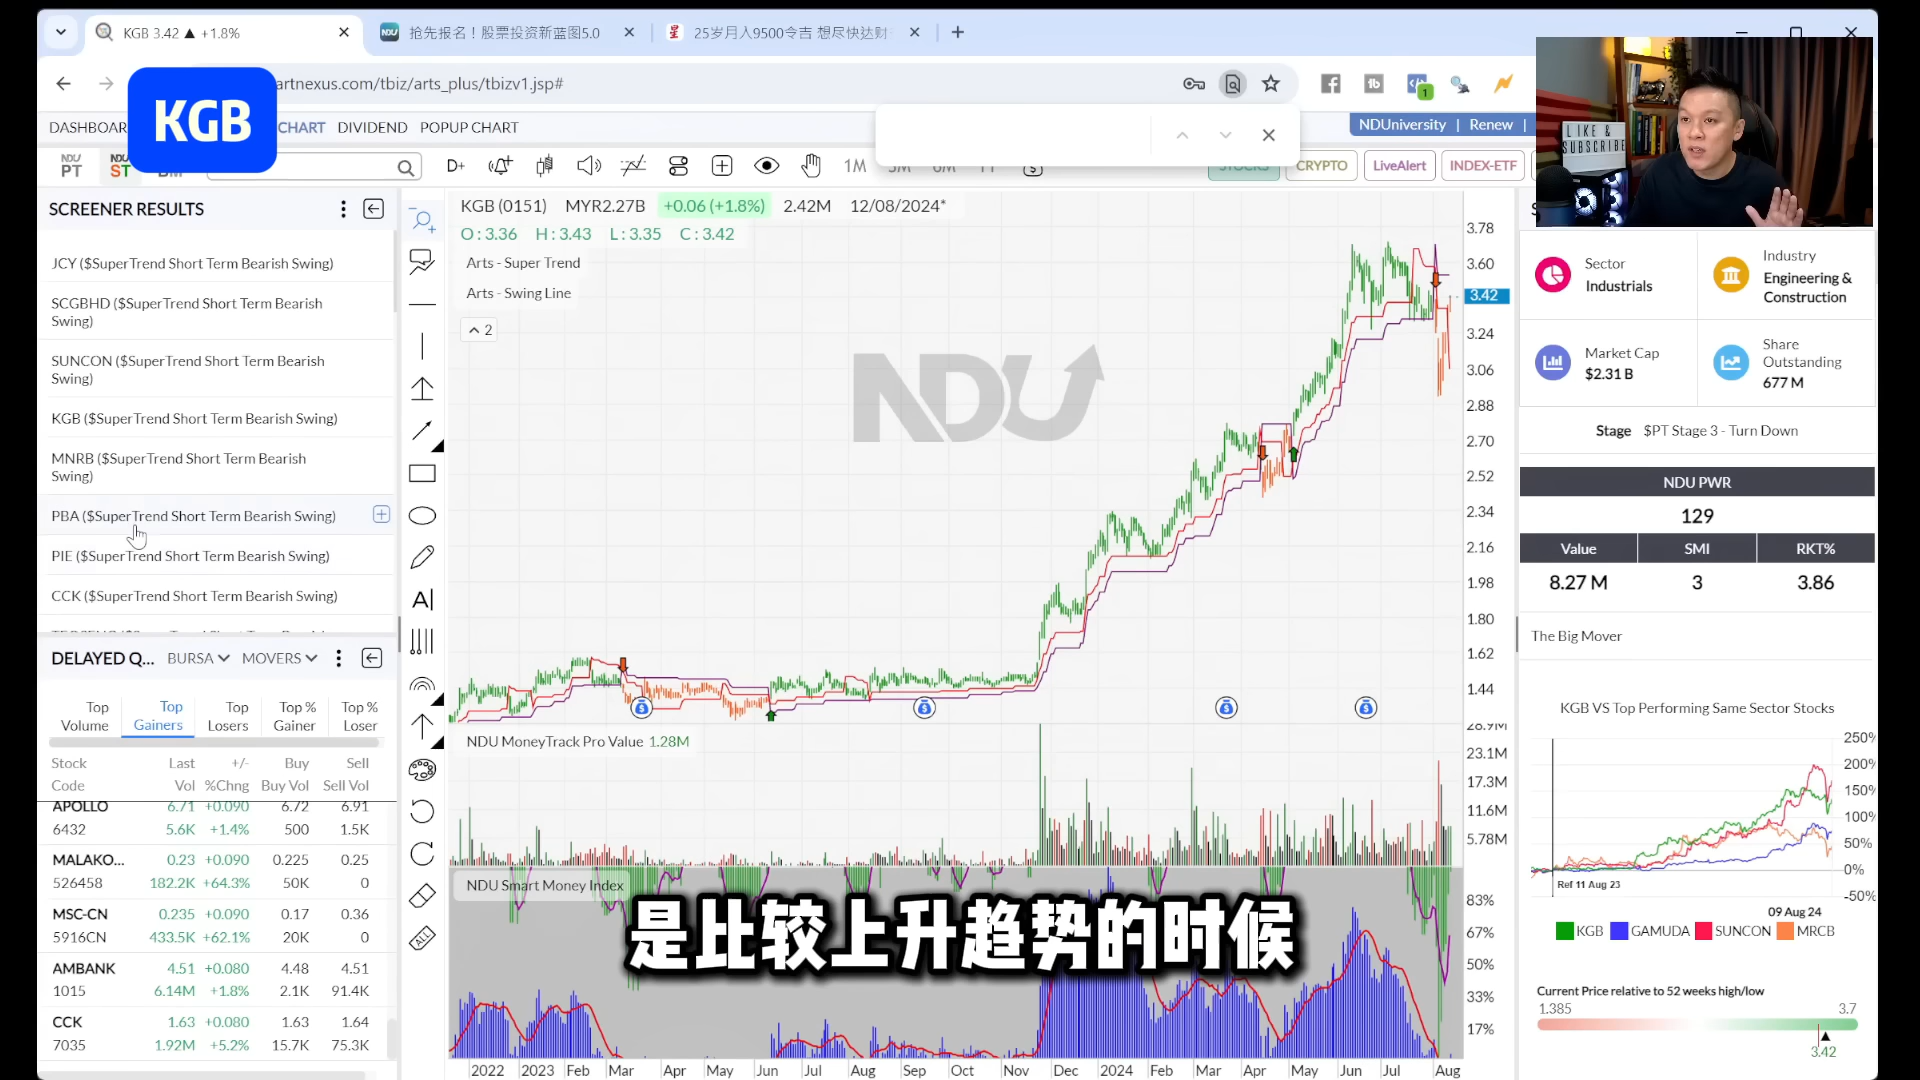 KGB 3.42 ▲ +1.8%
抢先报名！股票投资新蓝图5.0
25岁月入9500令吉 想尽快达财
artnexus.com/tbiz/arts_plus/tbizv1.jsp#
KGB
DASHBOAR
CHART
DIVIDEND
POPUP CHART
NDUniversity | Renew |
NDU PT
NDU ST
D+
1M
1
STOCKS
CRYPTO
LiveAlert
INDEX-ETF
LIKE &
SUBSCRIBE
SCREENER RESULTS
JCY ($SuperTrend Short Term Bearish Swing)
SCGBHD ($SuperTrend Short Term Bearish
Swing)
SUNCON ($SuperTrend Short Term Bearish
Swing)
KGB ($SuperTrend Short Term Bearish Swing)
MNRB ($SuperTrend Short Term Bearish
Swing)
PBA ($SuperTrend Short Term Bearish Swing)
PIE ($SuperTrend Short Term Bearish Swing)
CCK ($SuperTrend Short Term Bearish Swing)
DELAYED Q... BURSA MOVERS
Top Volume
Top Gainers
Top Losers
Top % Gainer
Top % Loser
Stock Last +/- Buy Sell
Code Vol %Chng Buy Vol Sell Vol
APOLLO 6.71 +0.090 6.72 6.91
6432 5.6K +1.4% 500 1.5K
MALAKO... 0.23 +0.090 0.225 0.25
526458 182.2K +64.3% 50K 0
MSC-CN 0.235 +0.090 0.17 0.36
5916CN 433.5K +62.1% 20K 0
AMBANK 4.51 +0.080 4.48 4.51
1015 6.14M +1.8% 2.1K 91.4K
CCK 1.63 +0.080 1.63 1.64
7035 1.92M +5.2% 15.7K 75.3K
A|
ALL
KGB (0151) MYR2.27B +0.06 (+1.8%) 2.42M 12/08/2024*
O : 3.36 H : 3.43 L : 3.35 C : 3.42
Arts - Super Trend
Arts - Swing Line
2
NDU
3.78
3.60
3.42
3.24
3.06
2.88
2.70
2.52
2.34
2.16
1.98
1.80
1.62
1.44
NDU MoneyTrack Pro Value 1.28M
28.9M
23.1M
17.3M
11.6M
5.78M
NDU Smart Money Index
83%
67%
50%
33%
17%
是比较上升趋势的时候
2022 2023 Feb Mar Apr May Jun Jul Aug Sep Oct Nov Dec 2024 Feb Mar Apr May Jun Jul Aug
Sector
Industrials
Industry
Engineering &
Construction
Market Cap
$2.31 B
Share
Outstanding
677 M
Stage $PT Stage 3 - Turn Down
NDU PWR
129
Value SMI RKT%
8.27 M 3 3.86
The Big Mover
KGB VS Top Performing Same Sector Stocks
250%
200%
150%
100%
50%
0%
-50%
Ref 11 Aug 23
09 Aug 24
KGB GAMUDA SUNCON MRCB
Current Price relative to 52 weeks high/low
1.385 3.7
3.42